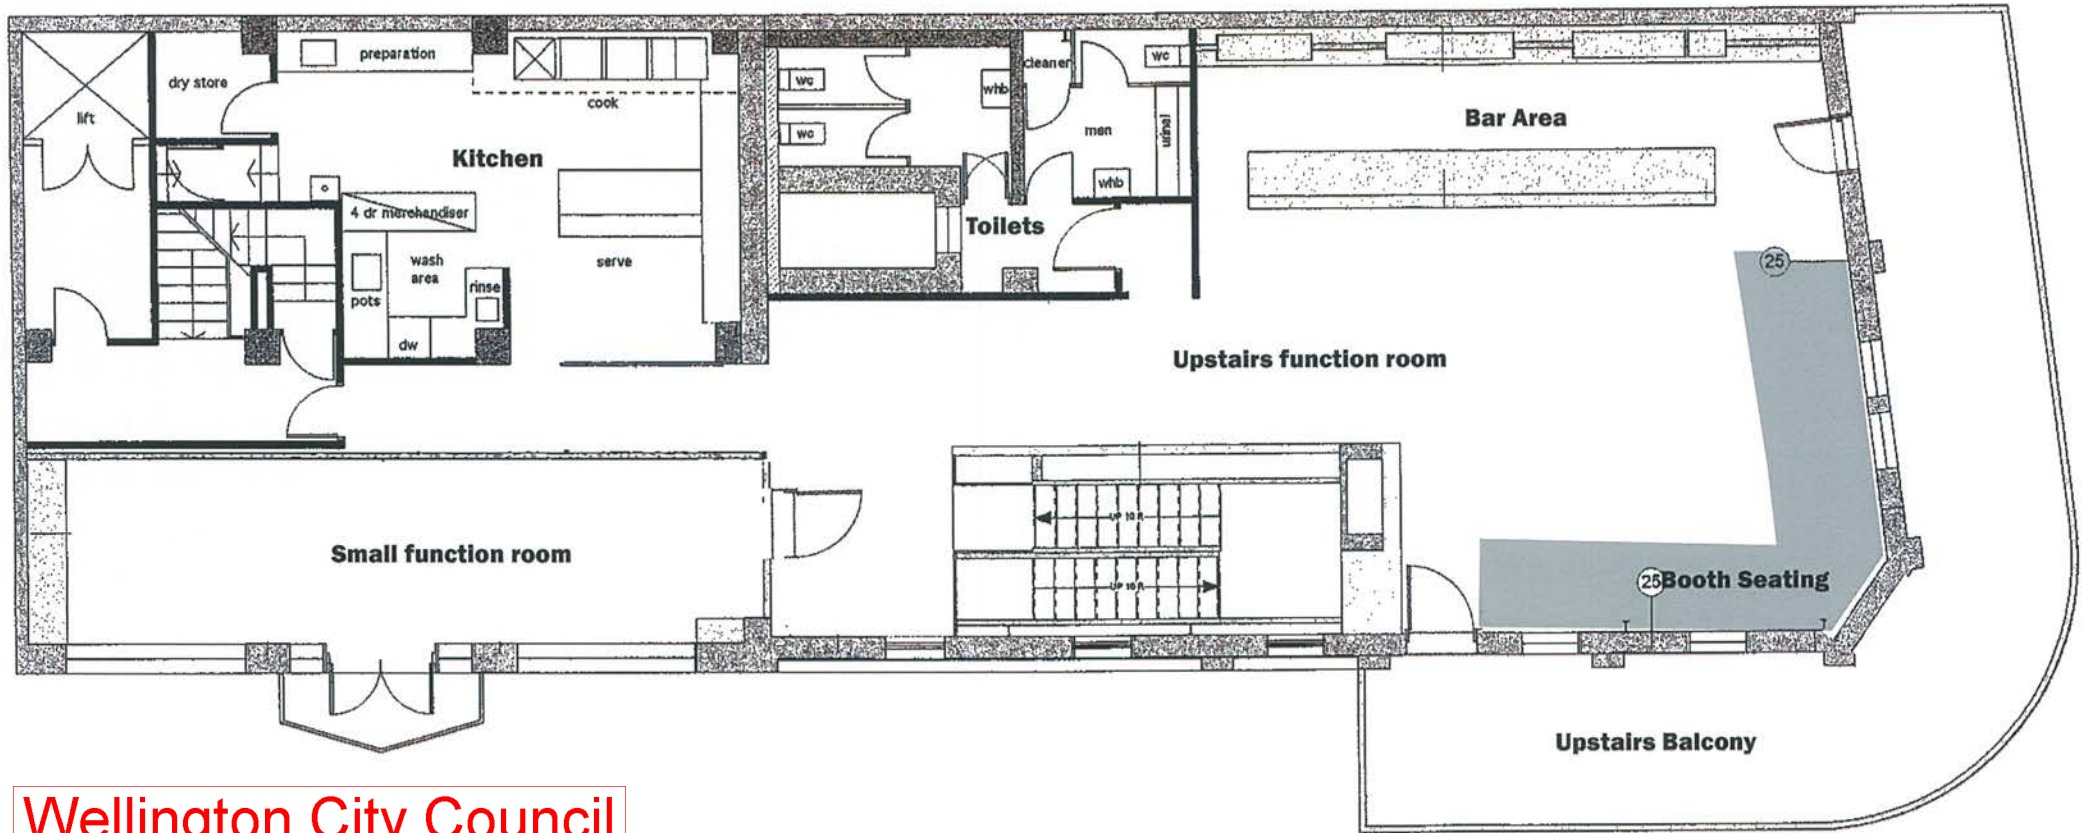 preparation
dry store
lift
cook
Kitchen
4 dr merchandiser
wash
area
pots
rinse
dw
serve
wc
wc
whb
cleaner
wc
men
urinal
whb
Toilets
Bar Area
25
Upstairs function room
Small function room
UP 10 R
UP 10 R
25
Booth Seating
Upstairs Balcony
Wellington City Council